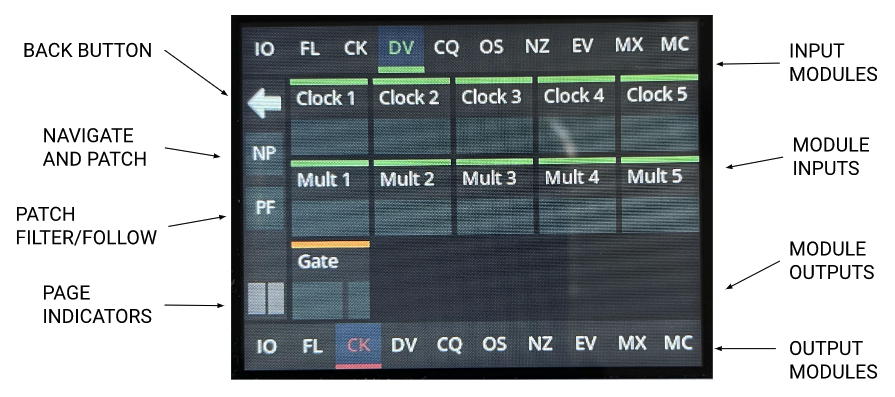 BACK BUTTON
NAVIGATE
AND PATCH
PATCH
FILTER/FOLLOW
PAGE
INDICATORS
IO FL CK DV CQ OS NZ EV MX MC
Clock 1 Clock 2 Clock 3 Clock 4 Clock 5
NP
Mult 1 Mult 2 Mult 3 Mult 4 Mult 5
PF
Gate
IO FL CK DV CQ OS NZ EV MX MC
INPUT
MODULES
MODULE
INPUTS
MODULE
OUTPUTS
OUTPUT
MODULES